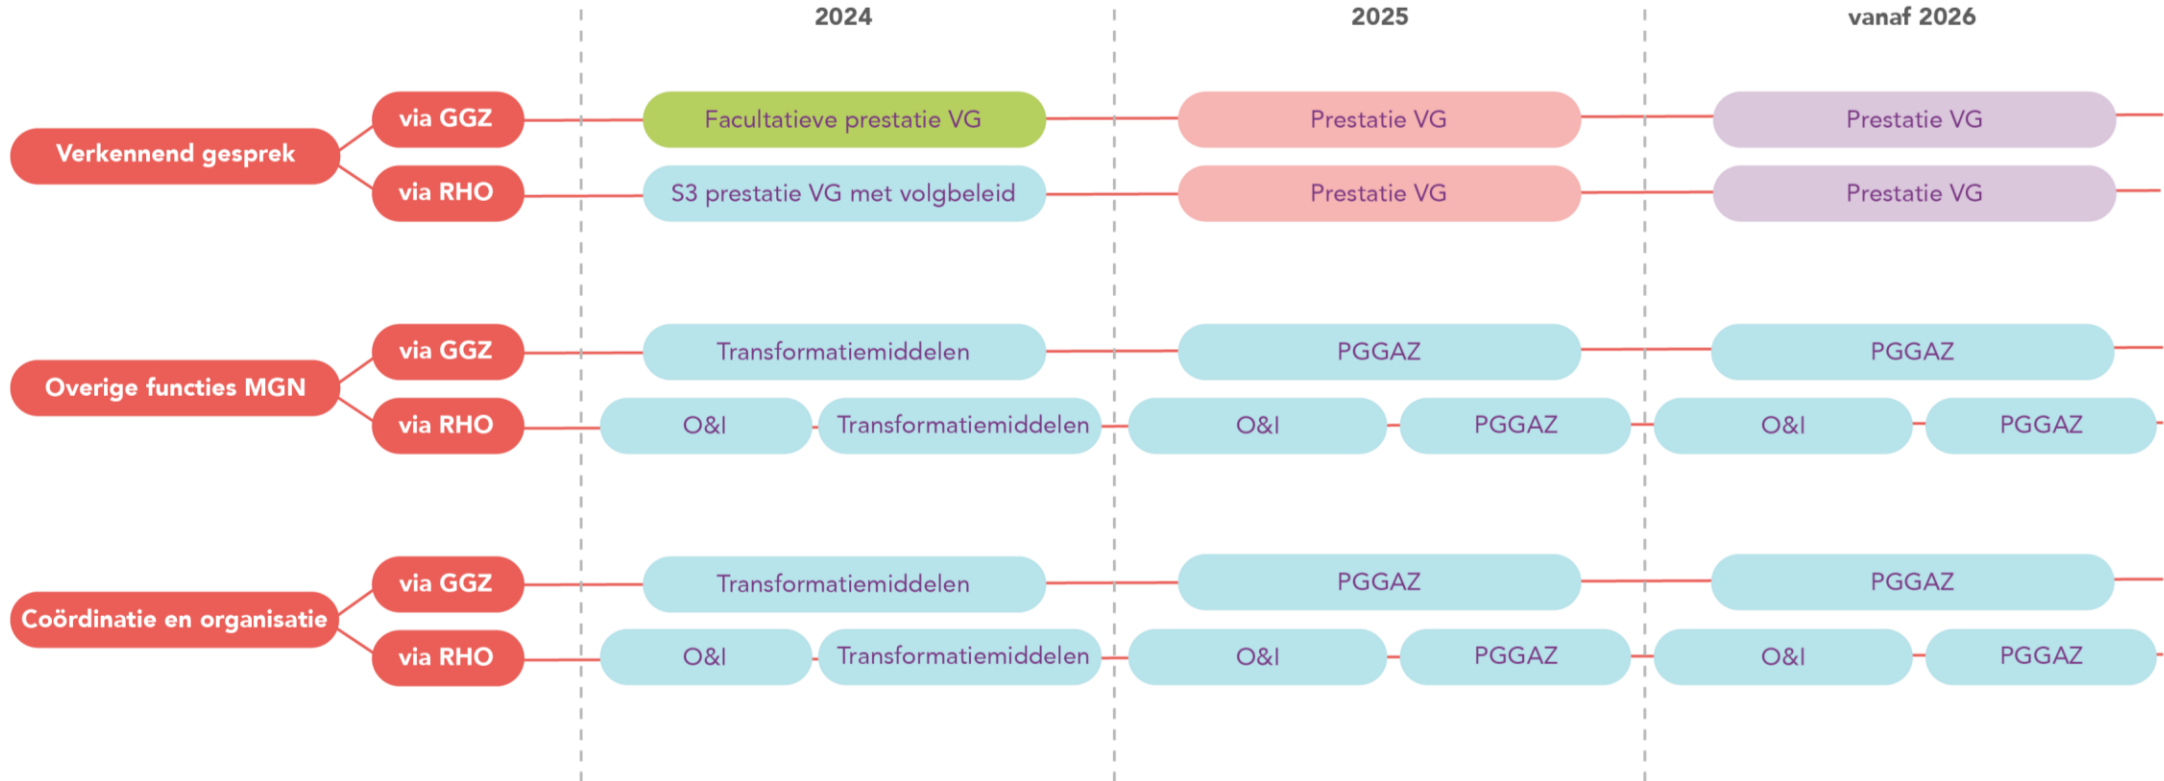 2024 2025 vanaf 2026
Verkennend gesprek
via GGZ Facultatieve prestatie VG Prestatie VG Prestatie VG
via RHO S3 prestatie VG met volgbeleid Prestatie VG Prestatie VG
Overige functies MGN
via GGZ Transformatiemiddelen PGGAZ PGGAZ
via RHO O&I Transformatiemiddelen O&I PGGAZ O&I PGGAZ
Coördinatie en organisatie
via GGZ Transformatiemiddelen PGGAZ PGGAZ
via RHO O&I Transformatiemiddelen O&I PGGAZ O&I PGGAZ